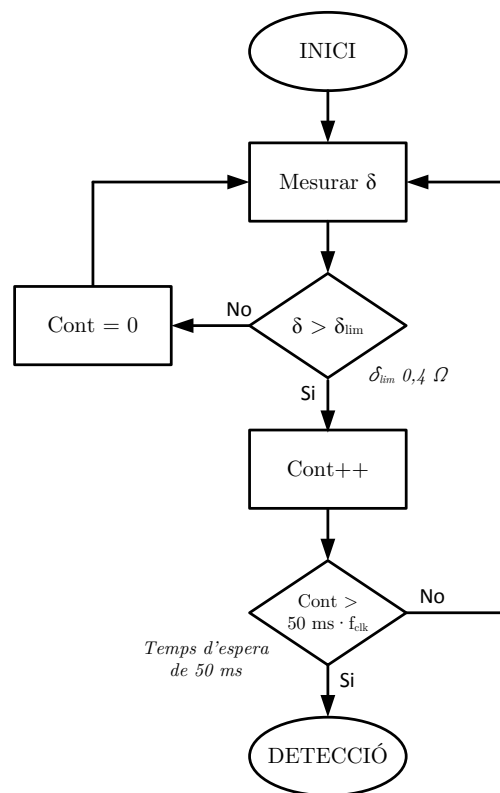 INICI
Mesurar δ
No
Cont = 0
δ > δlim
δlim 0,4 Ω
Si
Cont++
Cont >
50 ms · fclk
No
Temps d'espera
de 50 ms
Si
DETECCIÓ